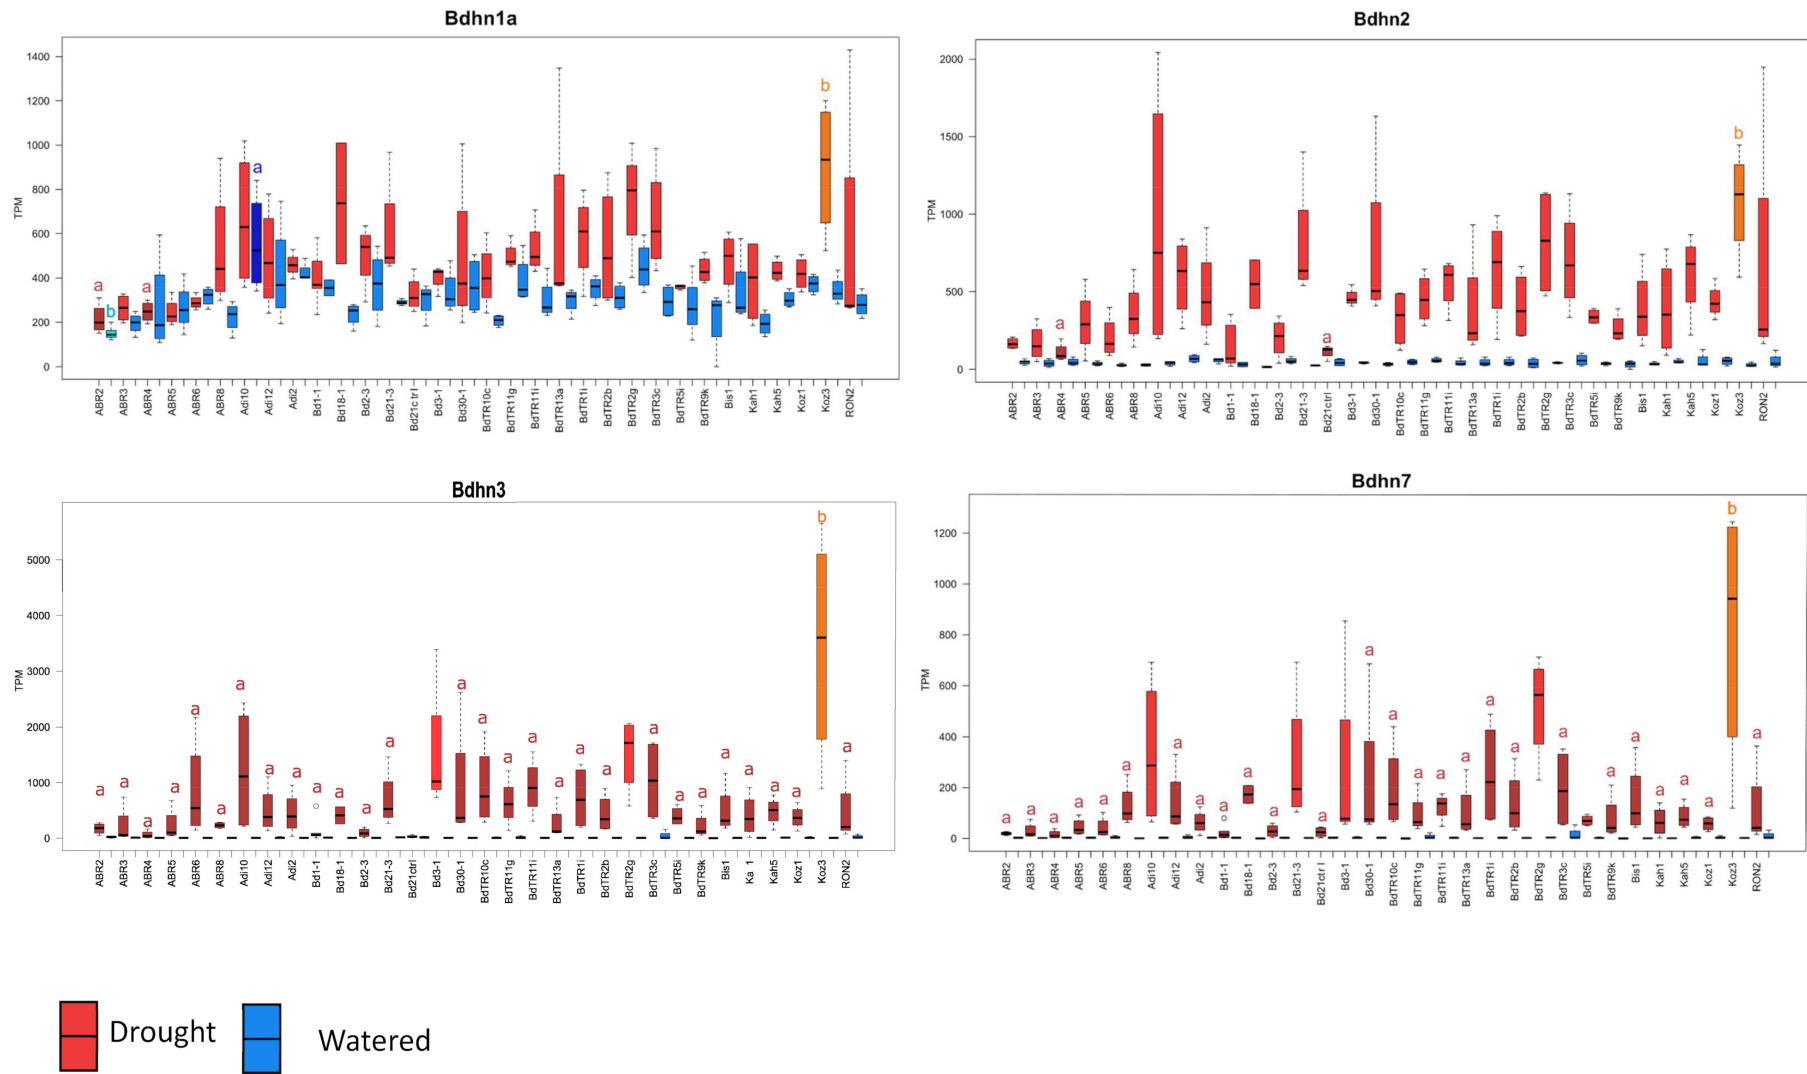 Bdhn1a
1400
1200
1000
800
600
400
200
0
TPM
a
b
a
a
b
ABR2 ABR3 ABR4 ABR5 ABR6 ABR8 Adi10 Adi12 Adi2 Bd1-1 Bd18-1 Bd2-3 Bd21-3 Bd21ctrl1 Bd3-1 Bd30-1 BdTR10c BdTR11g BdTR11i BdTR13a BdTR1i BdTR2b BdTR2g BdTR3c BdTR5i BdTR9k Bis1 Kah1 Kah5 Koz1 Koz3 RON2
Bdhn2
2000
1500
1000
500
0
TPM
a
a
b
ABR2 ABR3 ABR4 ABR5 ABR6 ABR8 Adi10 Adi12 Adi2 Bd1-1 Bd18-1 Bd2-3 Bd21-3 Bd21ctrl Bd3-1 Bd30-1 BdTR10c BdTR11g BdTR11i BdTR13a BdTR1i BdTR2b BdTR2g BdTR3c BdTR5i BdTR9k Bis1 Kah1 Kah5 Koz1 Koz3 RON2
Bdhn3
5000
4000
3000
2000
1000
0
TPM
a a a a a a a a a a a a a a a a a a a a a a a a a a a b a
ABR2 ABR3 ABR4 ABR5 ABR6 ABR8 Adi10 Adi12 Adi2 Bd1-1 Bd18-1 Bd2-3 Bd21-3 Bd21ctrl Bd3-1 Bd30-1 BdTR10c BdTR11g BdTR11i BdTR13a BdTR1i BdTR2b BdTR2g BdTR3c BdTR5i BdTR9k Bis1 Ka 1 Kah5 Koz1 Koz3 RON2
Bdhn7
1200
1000
800
600
400
200
0
TPM
a a a a a a a a a a a a a a a a a a a a a a a a a b a
ABR2 ABR3 ABR4 ABR5 ABR6 ABR8 Adi10 Adi12 Adi2 Bd1-1 Bd18-1 Bd2-3 Bd21-3 Bd21ctr l Bd3-1 Bd30-1 BdTR10c BdTR11g BdTR11i BdTR13a BdTR1i BdTR2b BdTR2g BdTR3c BdTR5i BdTR9k Bis1 Kah1 Kah5 Koz1 Koz3 RON2
Drought
Watered